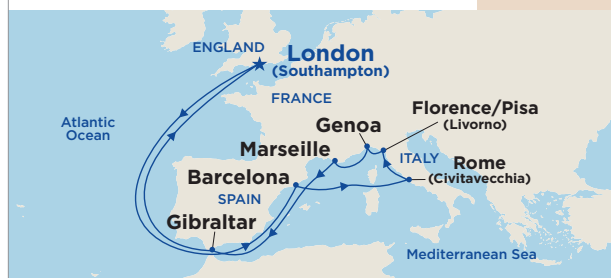 ENGLAND
London
(Southampton)
FRANCE
Atlantic
Ocean
Florence/Pisa
(Livorno)
Genoa
Marseille
ITALY
Rome
(Civitavecchia)
Barcelona
SPAIN
Gibraltar
Mediterranean Sea